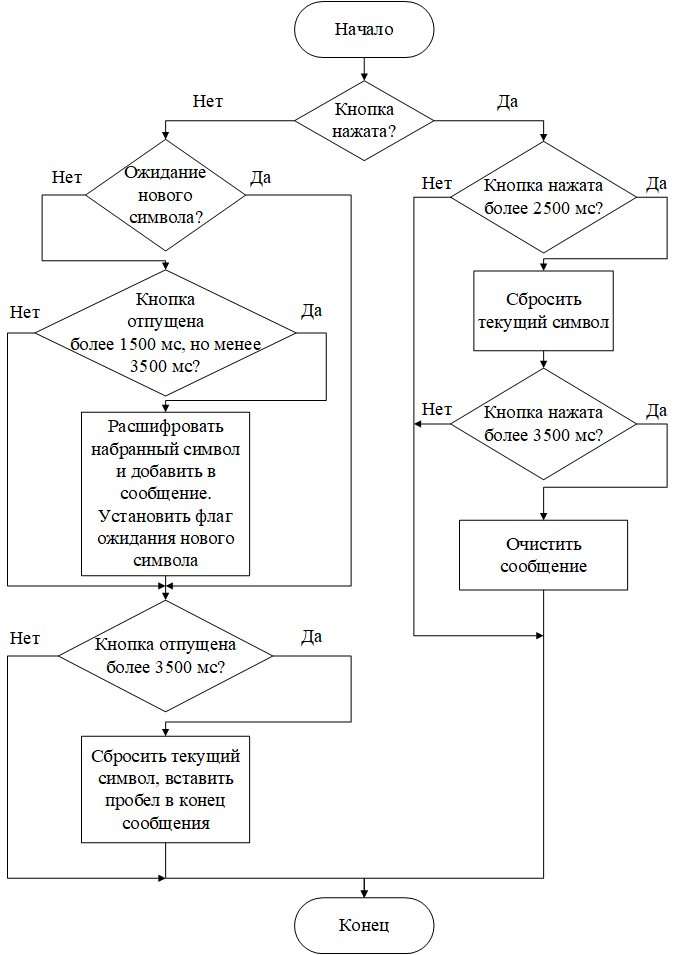 Начало
Кнопка
нажата?
Нет
Да
Ожидание
нового
символа?
Нет
Да
Кнопка
отпущена
более 1500 мс, но менее
3500 мс?
Нет
Да
Расшифровать
набранный символ
и добавить в
сообщение.
Установить флаг
ожидания нового
символа
Кнопка отпущена
более 3500 мс?
Нет
Да
Сбросить текущий
символ, вставить
пробел в конец
сообщения
Кнопка нажата
более 2500 мс?
Нет
Да
Сбросить
текущий символ
Кнопка нажата
более 3500 мс?
Нет
Да
Очистить
сообщение
Конец